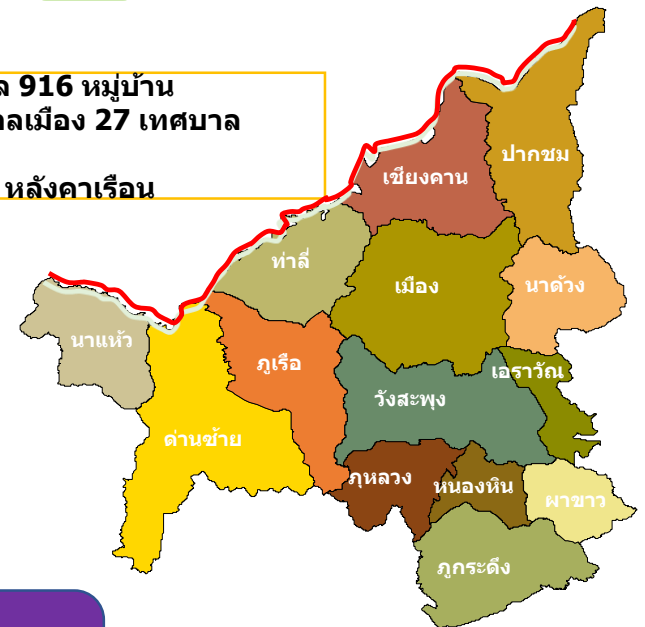 916 หมู่บ้าน
เมือง 27 เทศบาล
หลังคาเรือน
ปากชม
เชียงคาน
ท่าลี่
เมือง
นาด้วง
นาแห้ว
ภูเรือ
เอราวัณ
วังสะพุง
ด่านซ้าย
ภุหลวง
หนองหิน
ผาขาว
ภูกระดึง